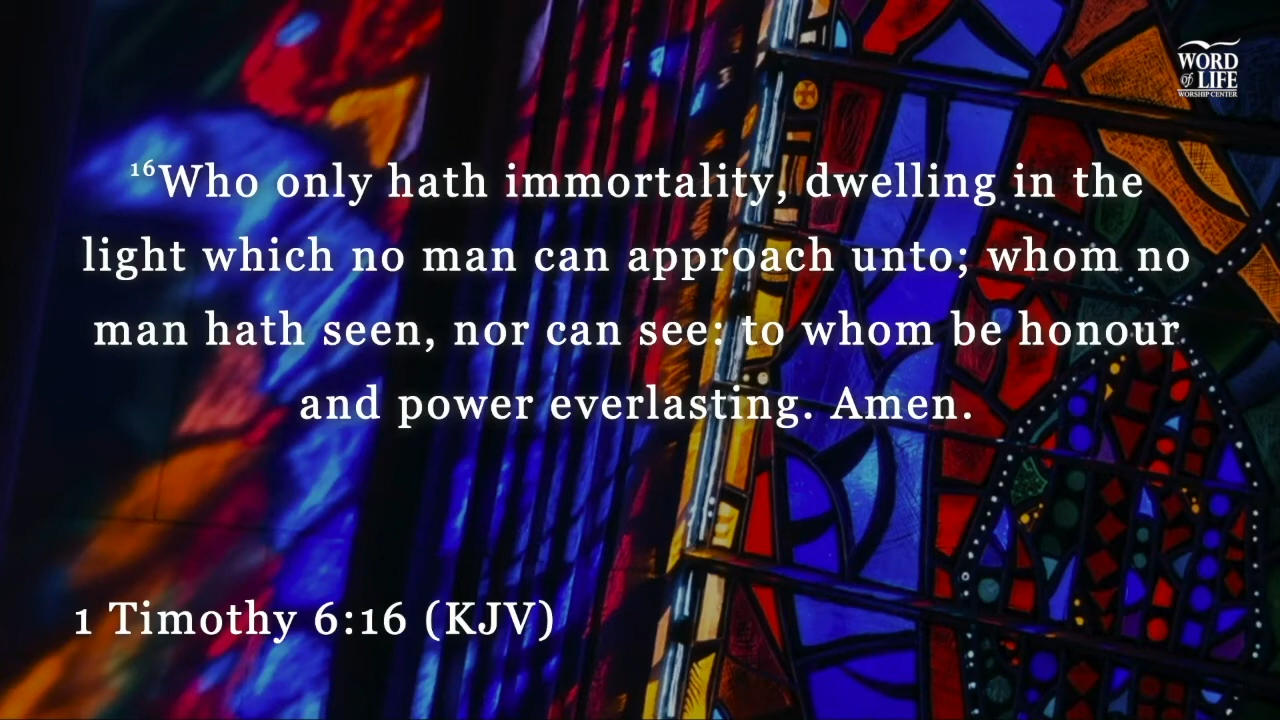 WORD
of LIFE
WORSHIP CENTER
¹⁶Who only hath immortality, dwelling in the
light which no man can approach unto; whom no
man hath seen, nor can see: to whom be honour
and power everlasting. Amen.
1 Timothy 6:16 (KJV)